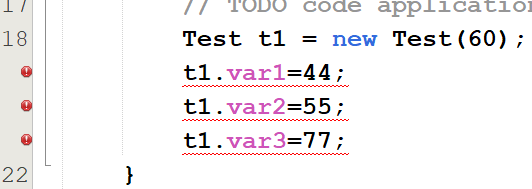 17 // TODO code application
18 Test t1 = new Test(60);
t1.var1=44;
t1.var2=55;
t1.var3=77;
22 }